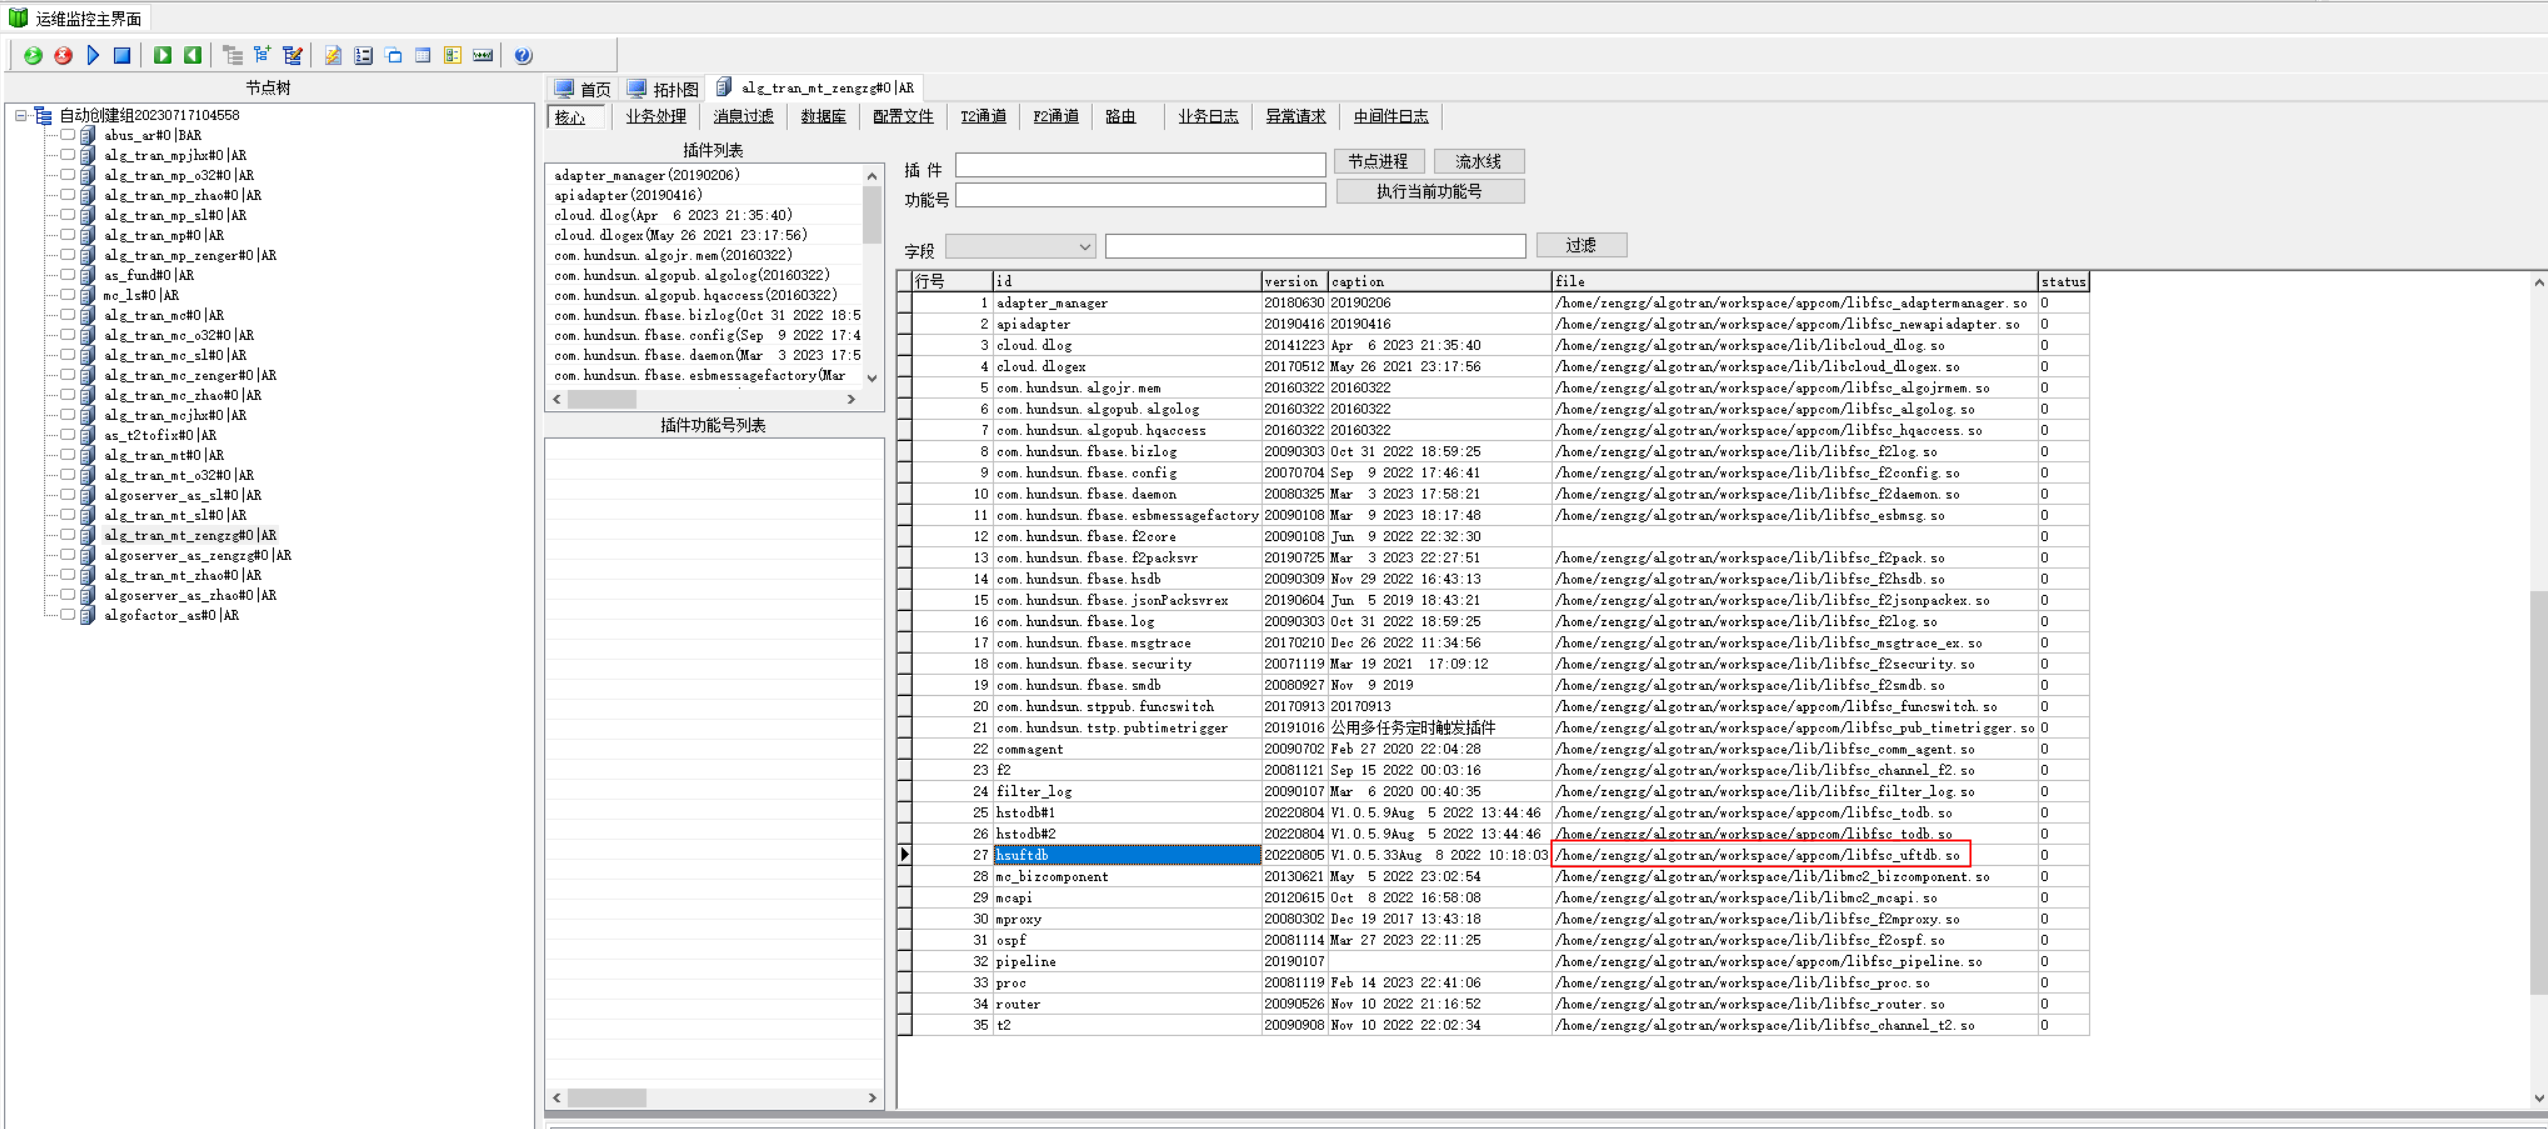 运维监控主界面
节点树
自动创建组20230717104558
abus_ar#0|BAR
alg_tran_mpjhx#0|AR
alg_tran_mp_o32#0|AR
alg_tran_mp_zhao#0|AR
alg_tran_mp_sl#0|AR
alg_tran_mp#0|AR
alg_tran_mp_zenger#0|AR
as_fund#0|AR
mc_ls#0|AR
alg_tran_mc#0|AR
alg_tran_mc_o32#0|AR
alg_tran_mc_sl#0|AR
alg_tran_mc_zenger#0|AR
alg_tran_mc_zhao#0|AR
alg_tran_mcjhx#0|AR
as_t2tofix#0|AR
alg_tran_mt#0|AR
alg_tran_mt_o32#0|AR
algoserver_as_sl#0|AR
alg_tran_mt_sl#0|AR
alg_tran_mt_zengzg#0|AR
algoserver_as_zengzg#0|AR
alg_tran_mt_zhao#0|AR
algoserver_as_zhao#0|AR
algofactor_as#0|AR
首页 拓扑图 alg_tran_mt_zengzg#0|AR
核心 业务处理 消息过滤 数据库 配置文件 T2通道 F2通道 路由 业务日志 异常请求 中间件日志
插件列表
adapter_manager(20190206)
apiadapter(20190416)
cloud.dlog(Apr  6 2023 21:35:40)
cloud.dlogex(May 26 2021 23:17:56)
com.hundsun.algojr.mem(20160322)
com.hundsun.algopub.algolog(20160322)
com.hundsun.algopub.hqaccess(20160322)
com.hundsun.fbase.bizlog(Oct 31 2022 18:5
com.hundsun.fbase.config(Sep  9 2022 17:4
com.hundsun.fbase.daemon(Mar  3 2023 17:5
com.hundsun.fbase.esbmessagefactory(Mar
插件功能号列表
插 件 节点进程 流水线
功能号 执行当前功能号
字段 过滤
行号 id version caption file status
1 adapter_manager 20180630 20190206 /home/zengzg/algotran/workspace/appcom/libfsc_adaptermanager.so 0
2 apiadapter 20190416 20190416 /home/zengzg/algotran/workspace/appcom/libfsc_newapiadapter.so 0
3 cloud.dlog 20141223 Apr  6 2023 21:35:40 /home/zengzg/algotran/workspace/lib/libcloud_dlog.so 0
4 cloud.dlogex 20170512 May 26 2021 23:17:56 /home/zengzg/algotran/workspace/lib/libcloud_dlogex.so 0
5 com.hundsun.algojr.mem 20160322 20160322 /home/zengzg/algotran/workspace/appcom/libfsc_algojrmem.so 0
6 com.hundsun.algopub.algolog 20160322 20160322 /home/zengzg/algotran/workspace/appcom/libfsc_algolog.so 0
7 com.hundsun.algopub.hqaccess 20160322 20160322 /home/zengzg/algotran/workspace/appcom/libfsc_hqaccess.so 0
8 com.hundsun.fbase.bizlog 20090303 Oct 31 2022 18:59:25 /home/zengzg/algotran/workspace/lib/libfsc_f2log.so 0
9 com.hundsun.fbase.config 20070704 Sep  9 2022 17:46:41 /home/zengzg/algotran/workspace/lib/libfsc_f2config.so 0
10 com.hundsun.fbase.daemon 20080325 Mar  3 2023 17:58:21 /home/zengzg/algotran/workspace/lib/libfsc_f2daemon.so 0
11 com.hundsun.fbase.esbmessagefactory 20090108 Mar  9 2023 18:17:48 /home/zengzg/algotran/workspace/lib/libfsc_esbmsg.so 0
12 com.hundsun.fbase.f2core 20090108 Jun  9 2022 22:32:30 0
13 com.hundsun.fbase.f2packsvr 20190725 Mar  3 2023 22:27:51 /home/zengzg/algotran/workspace/lib/libfsc_f2pack.so 0
14 com.hundsun.fbase.hsdb 20090309 Nov 29 2022 16:43:13 /home/zengzg/algotran/workspace/lib/libfsc_f2hsdb.so 0
15 com.hundsun.fbase.jsonPacksvrex 20190604 Jun  5 2019 18:43:21 /home/zengzg/algotran/workspace/lib/libfsc_f2jsonpackex.so 0
16 com.hundsun.fbase.log 20090303 Oct 31 2022 18:59:25 /home/zengzg/algotran/workspace/lib/libfsc_f2log.so 0
17 com.hundsun.fbase.msgtrace 20170210 Dec 26 2022 11:34:56 /home/zengzg/algotran/workspace/lib/libfsc_msgtrace_ex.so 0
18 com.hundsun.fbase.security 20071119 Mar 19 2021  17:09:12 /home/zengzg/algotran/workspace/lib/libfsc_f2security.so 0
19 com.hundsun.fbase.smdb 20080927 Nov  9 2019 /home/zengzg/algotran/workspace/lib/libfsc_f2smdb.so 0
20 com.hundsun.stppub.funcswitch 20170913 20170913 /home/zengzg/algotran/workspace/appcom/libfsc_funcswitch.so 0
21 com.hundsun.tstp.pubtimetrigger 20191016 公用多任务定时触发插件 /home/zengzg/algotran/workspace/appcom/libfsc_pub_timetrigger.so 0
22 commagent 20090702 Feb 27 2020 22:04:28 /home/zengzg/algotran/workspace/lib/libfsc_comm_agent.so 0
23 f2 20081121 Sep 15 2022 00:03:16 /home/zengzg/algotran/workspace/lib/libfsc_channel_f2.so 0
24 filter_log 20090107 Mar  6 2020 00:40:35 /home/zengzg/algotran/workspace/lib/libfsc_filter_log.so 0
25 hstodb#1 20220804 V1.0.5.9Aug  5 2022 13:44:46 /home/zengzg/algotran/workspace/appcom/libfsc_todb.so 0
26 hstodb#2 20220804 V1.0.5.9Aug  5 2022 13:44:46 /home/zengzg/algotran/workspace/appcom/libfsc_todb.so 0
27 hsuftdb 20220805 V1.0.5.33Aug  8 2022 10:18:03 /home/zengzg/algotran/workspace/appcom/libfsc_uftdb.so 0
28 mc_bizcomponent 20130621 May  5 2022 23:02:54 /home/zengzg/algotran/workspace/lib/libmc2_bizcomponent.so 0
29 mcapi 20120615 Oct  8 2022 16:58:08 /home/zengzg/algotran/workspace/lib/libmc2_mcapi.so 0
30 mproxy 20080302 Dec 19 2017 13:43:18 /home/zengzg/algotran/workspace/lib/libfsc_f2mproxy.so 0
31 ospf 20081114 Mar 27 2023 22:11:25 /home/zengzg/algotran/workspace/lib/libfsc_f2ospf.so 0
32 pipeline 20190107 /home/zengzg/algotran/workspace/appcom/libfsc_pipeline.so 0
33 proc 20081119 Feb 14 2023 22:41:06 /home/zengzg/algotran/workspace/lib/libfsc_proc.so 0
34 router 20090526 Nov 10 2022 21:16:52 /home/zengzg/algotran/workspace/lib/libfsc_router.so 0
35 t2 20090908 Nov 10 2022 22:02:34 /home/zengzg/algotran/workspace/lib/libfsc_channel_t2.so 0